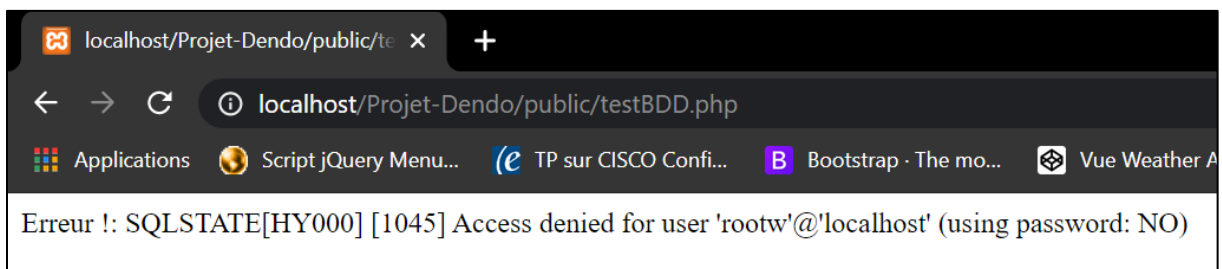 localhost/Projet-Dendo/public/te
localhost/Projet-Dendo/public/testBDD.php
Applications Script jQuery Menu... TP sur CISCO Confi... B Bootstrap · The mo... Vue Weather A
Erreur !: SQLSTATE[HY000] [1045] Access denied for user 'rootw'@'localhost' (using password: NO)